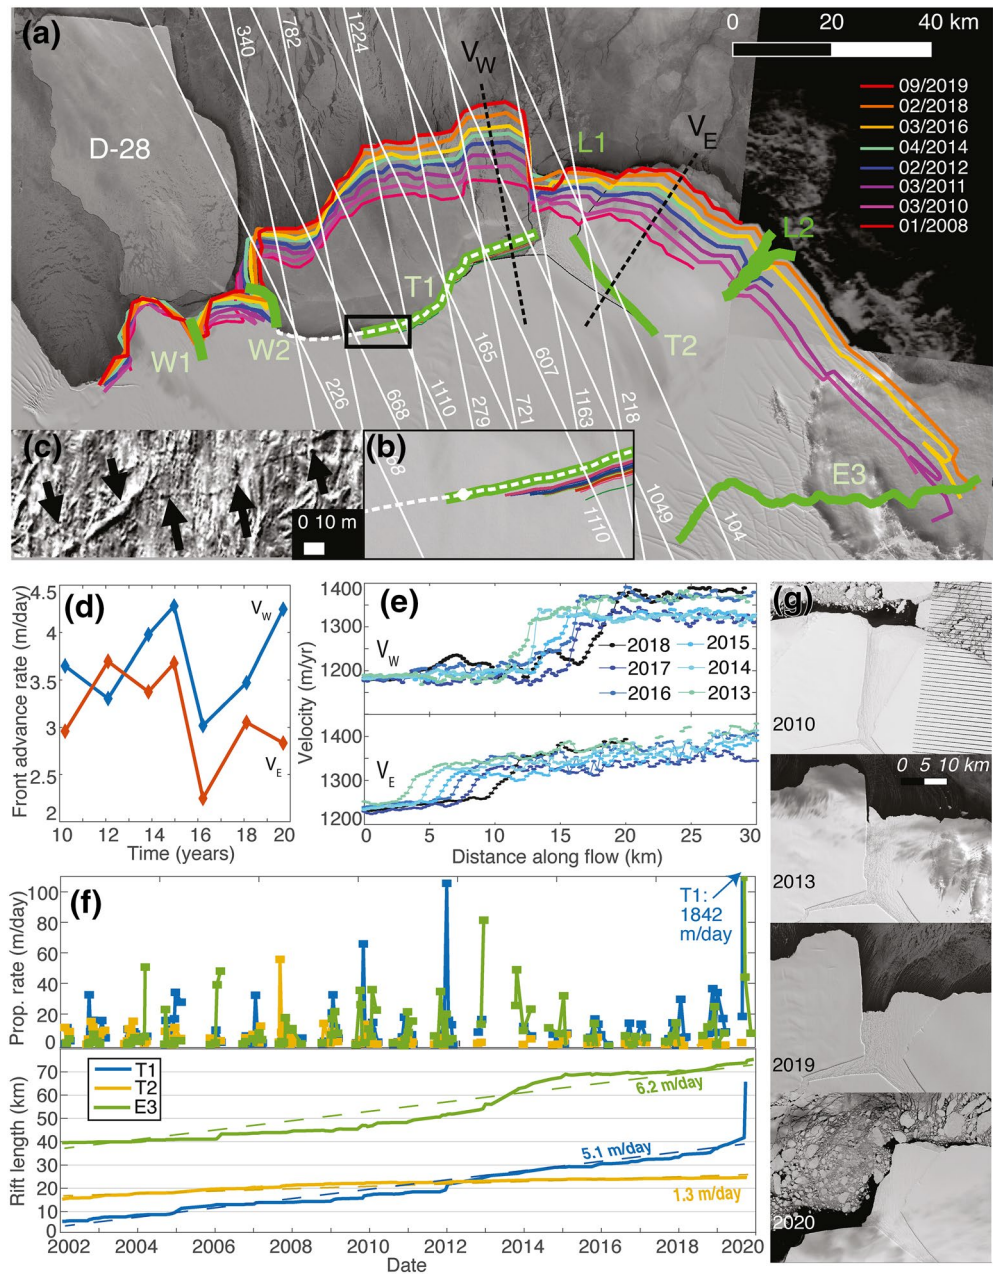 (a)
340
782
1224
V_W
V_E
0 20 40 km
D-28
L1
L2
09/2019
02/2018
03/2016
04/2014
02/2012
03/2011
03/2010
01/2008
T1
T2
W1
W2
E3
226
668
1110
165
279
721
607
1163
218
1049
104
(c)
0 10 m
(b)
1110
(d)
Front advance rate (m/day)
4.5
4
3.5
3
2.5
2
V_W
V_E
10 12 14 16 18 20
Time (years)
(e)
Velocity (m/yr)
1400
1300
1200
V_W
2018 2015
2017 2014
2016 2013
1400
1300
1200
V_E
0 5 10 15 20 25 30
Distance along flow (km)
(f)
Prop. rate (m/day)
100
80
60
40
20
0
T1:
1842
m/day
Rift length (km)
70
60
50
40
30
20
10
0
T1
T2
E3
6.2 m/day
5.1 m/day
1.3 m/day
2002 2004 2006 2008 2010 2012 2014 2016 2018 2020
Date
(g)
2010
0 5 10 km
2013
2019
2020